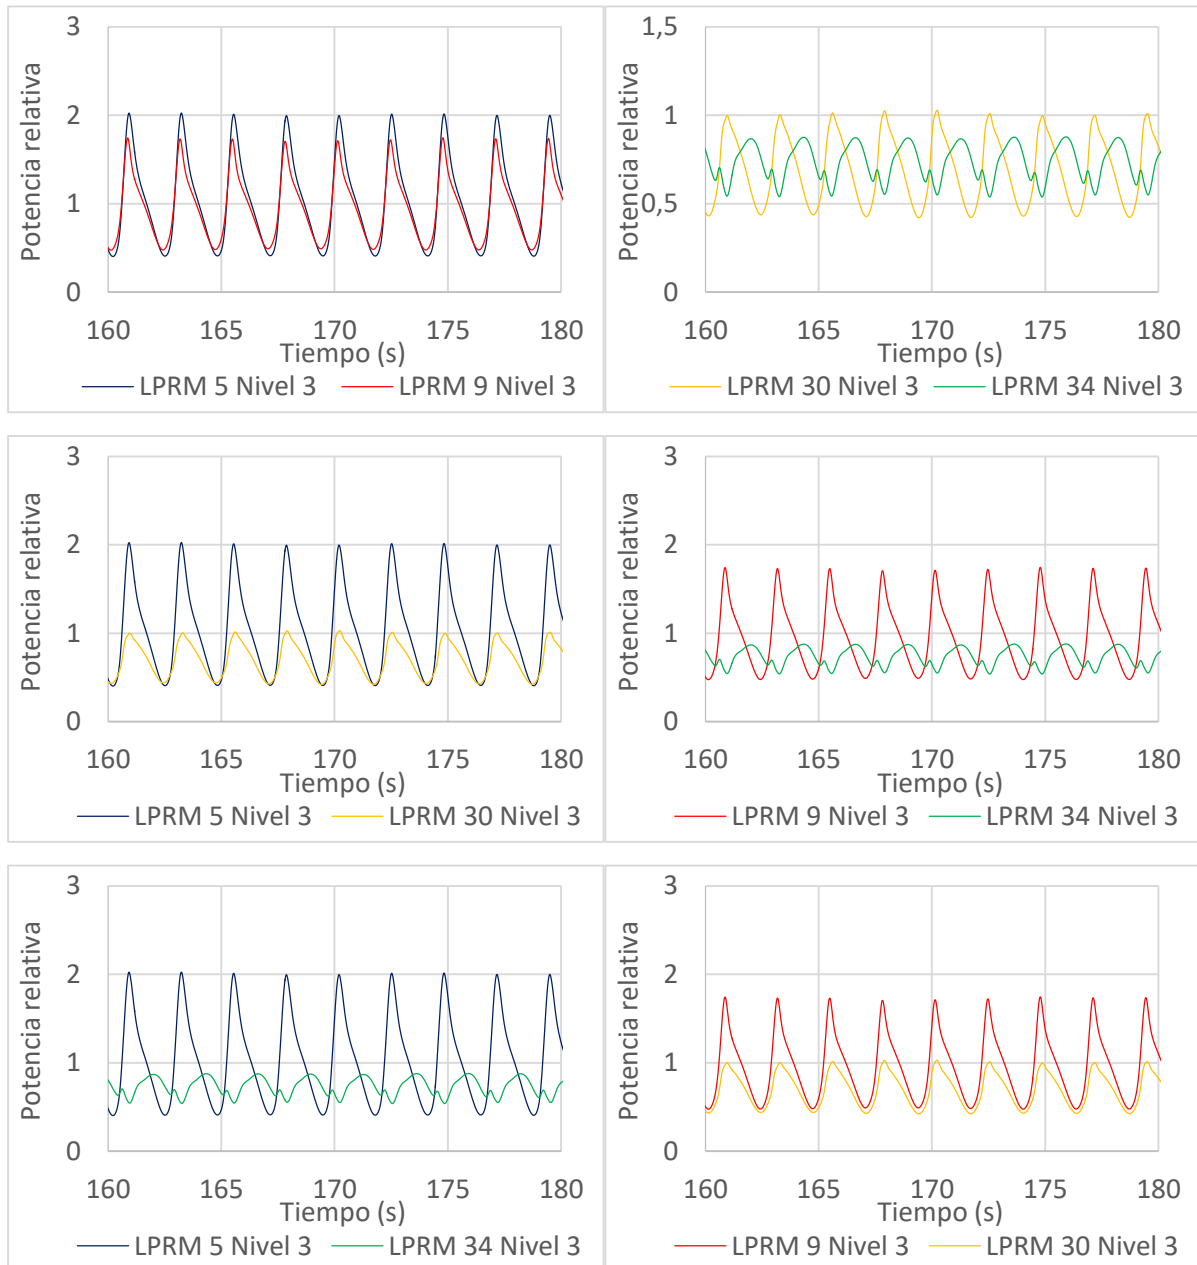 Potencia relativa
3
2
1
0
160 165 170 175 180
Tiempo (s)
LPRM 5 Nivel 3 LPRM 9 Nivel 3
Potencia relativa
1,5
1
0,5
0
160 165 170 175 180
Tiempo (s)
LPRM 30 Nivel 3 LPRM 34 Nivel 3
Potencia relativa
3
2
1
0
160 165 170 175 180
Tiempo (s)
LPRM 5 Nivel 3 LPRM 30 Nivel 3
Potencia relativa
3
2
1
0
160 165 170 175 180
Tiempo (s)
LPRM 9 Nivel 3 LPRM 34 Nivel 3
Potencia relativa
3
2
1
0
160 165 170 175 180
Tiempo (s)
LPRM 5 Nivel 3 LPRM 34 Nivel 3
Potencia relativa
3
2
1
0
160 165 170 175 180
Tiempo (s)
LPRM 9 Nivel 3 LPRM 30 Nivel 3